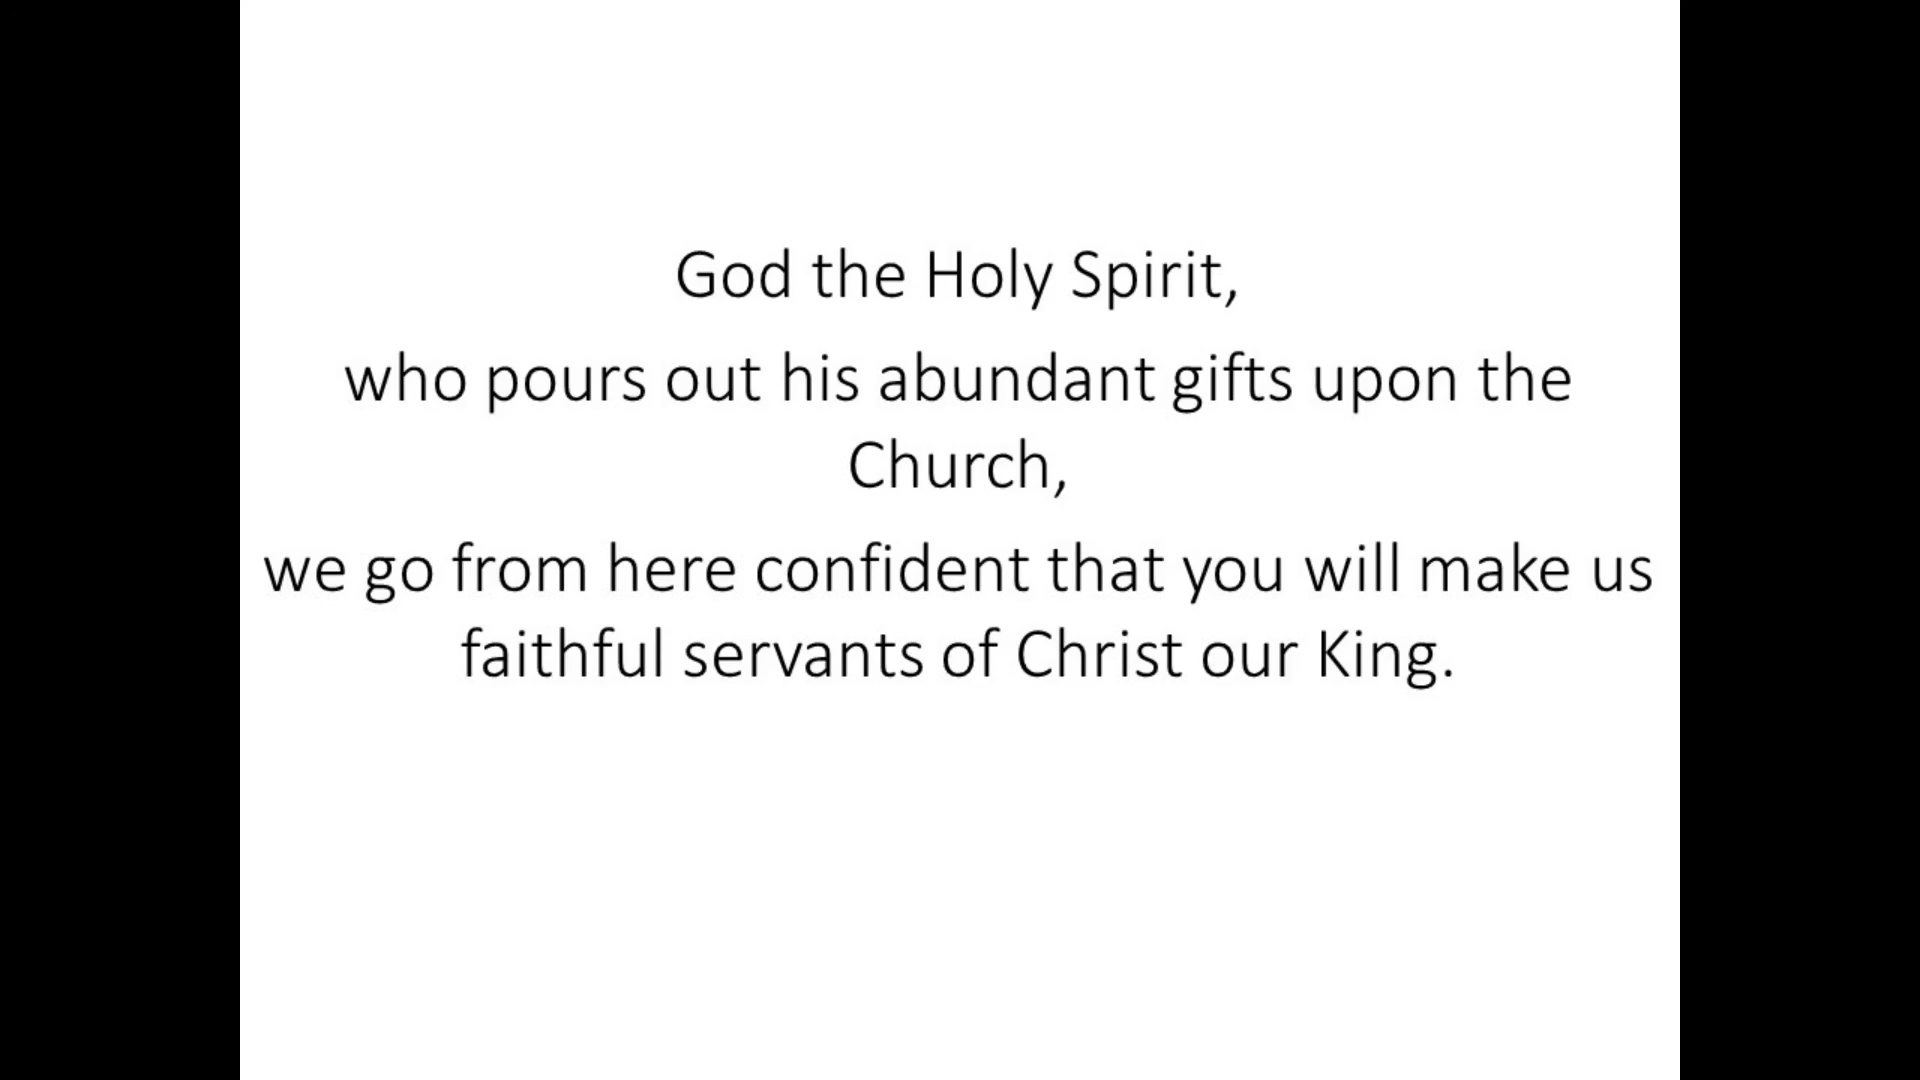 God the Holy Spirit,
who pours out his abundant gifts upon the
Church,
we go from here confident that you will make us
faithful servants of Christ our King.